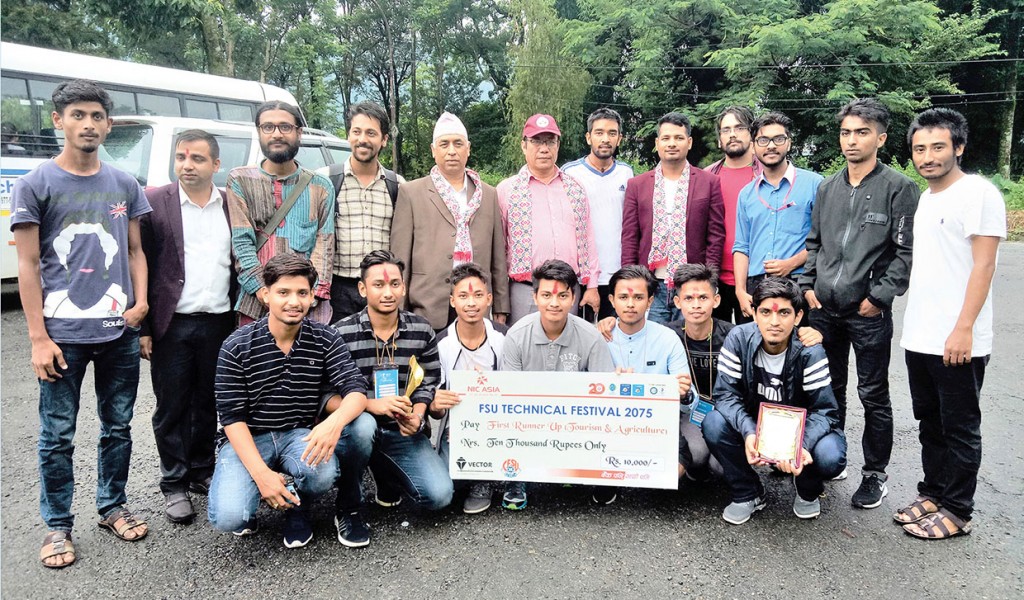 NIC ASIA
20
FSU TECHNICAL FESTIVAL 2075
Pay First Runner Up (Tourism & Agriculture)
Nrs. Ten Thousand Rupees Only
Rs. 10,000/-
VECTOR